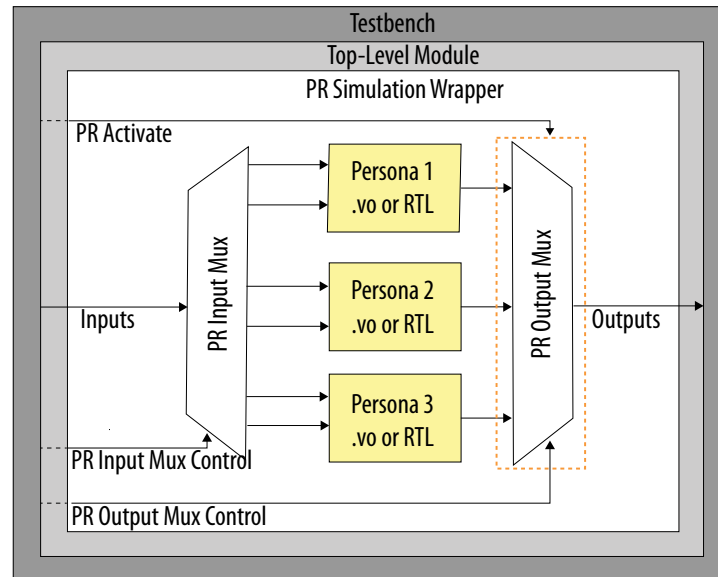 Testbench
Top-Level Module
PR Simulation Wrapper
PR Activate
PR Input Mux
Persona 1
.vo or RTL
Persona 2
.vo or RTL
Persona 3
.vo or RTL
PR Output Mux
Inputs
Outputs
PR Input Mux Control
PR Output Mux Control